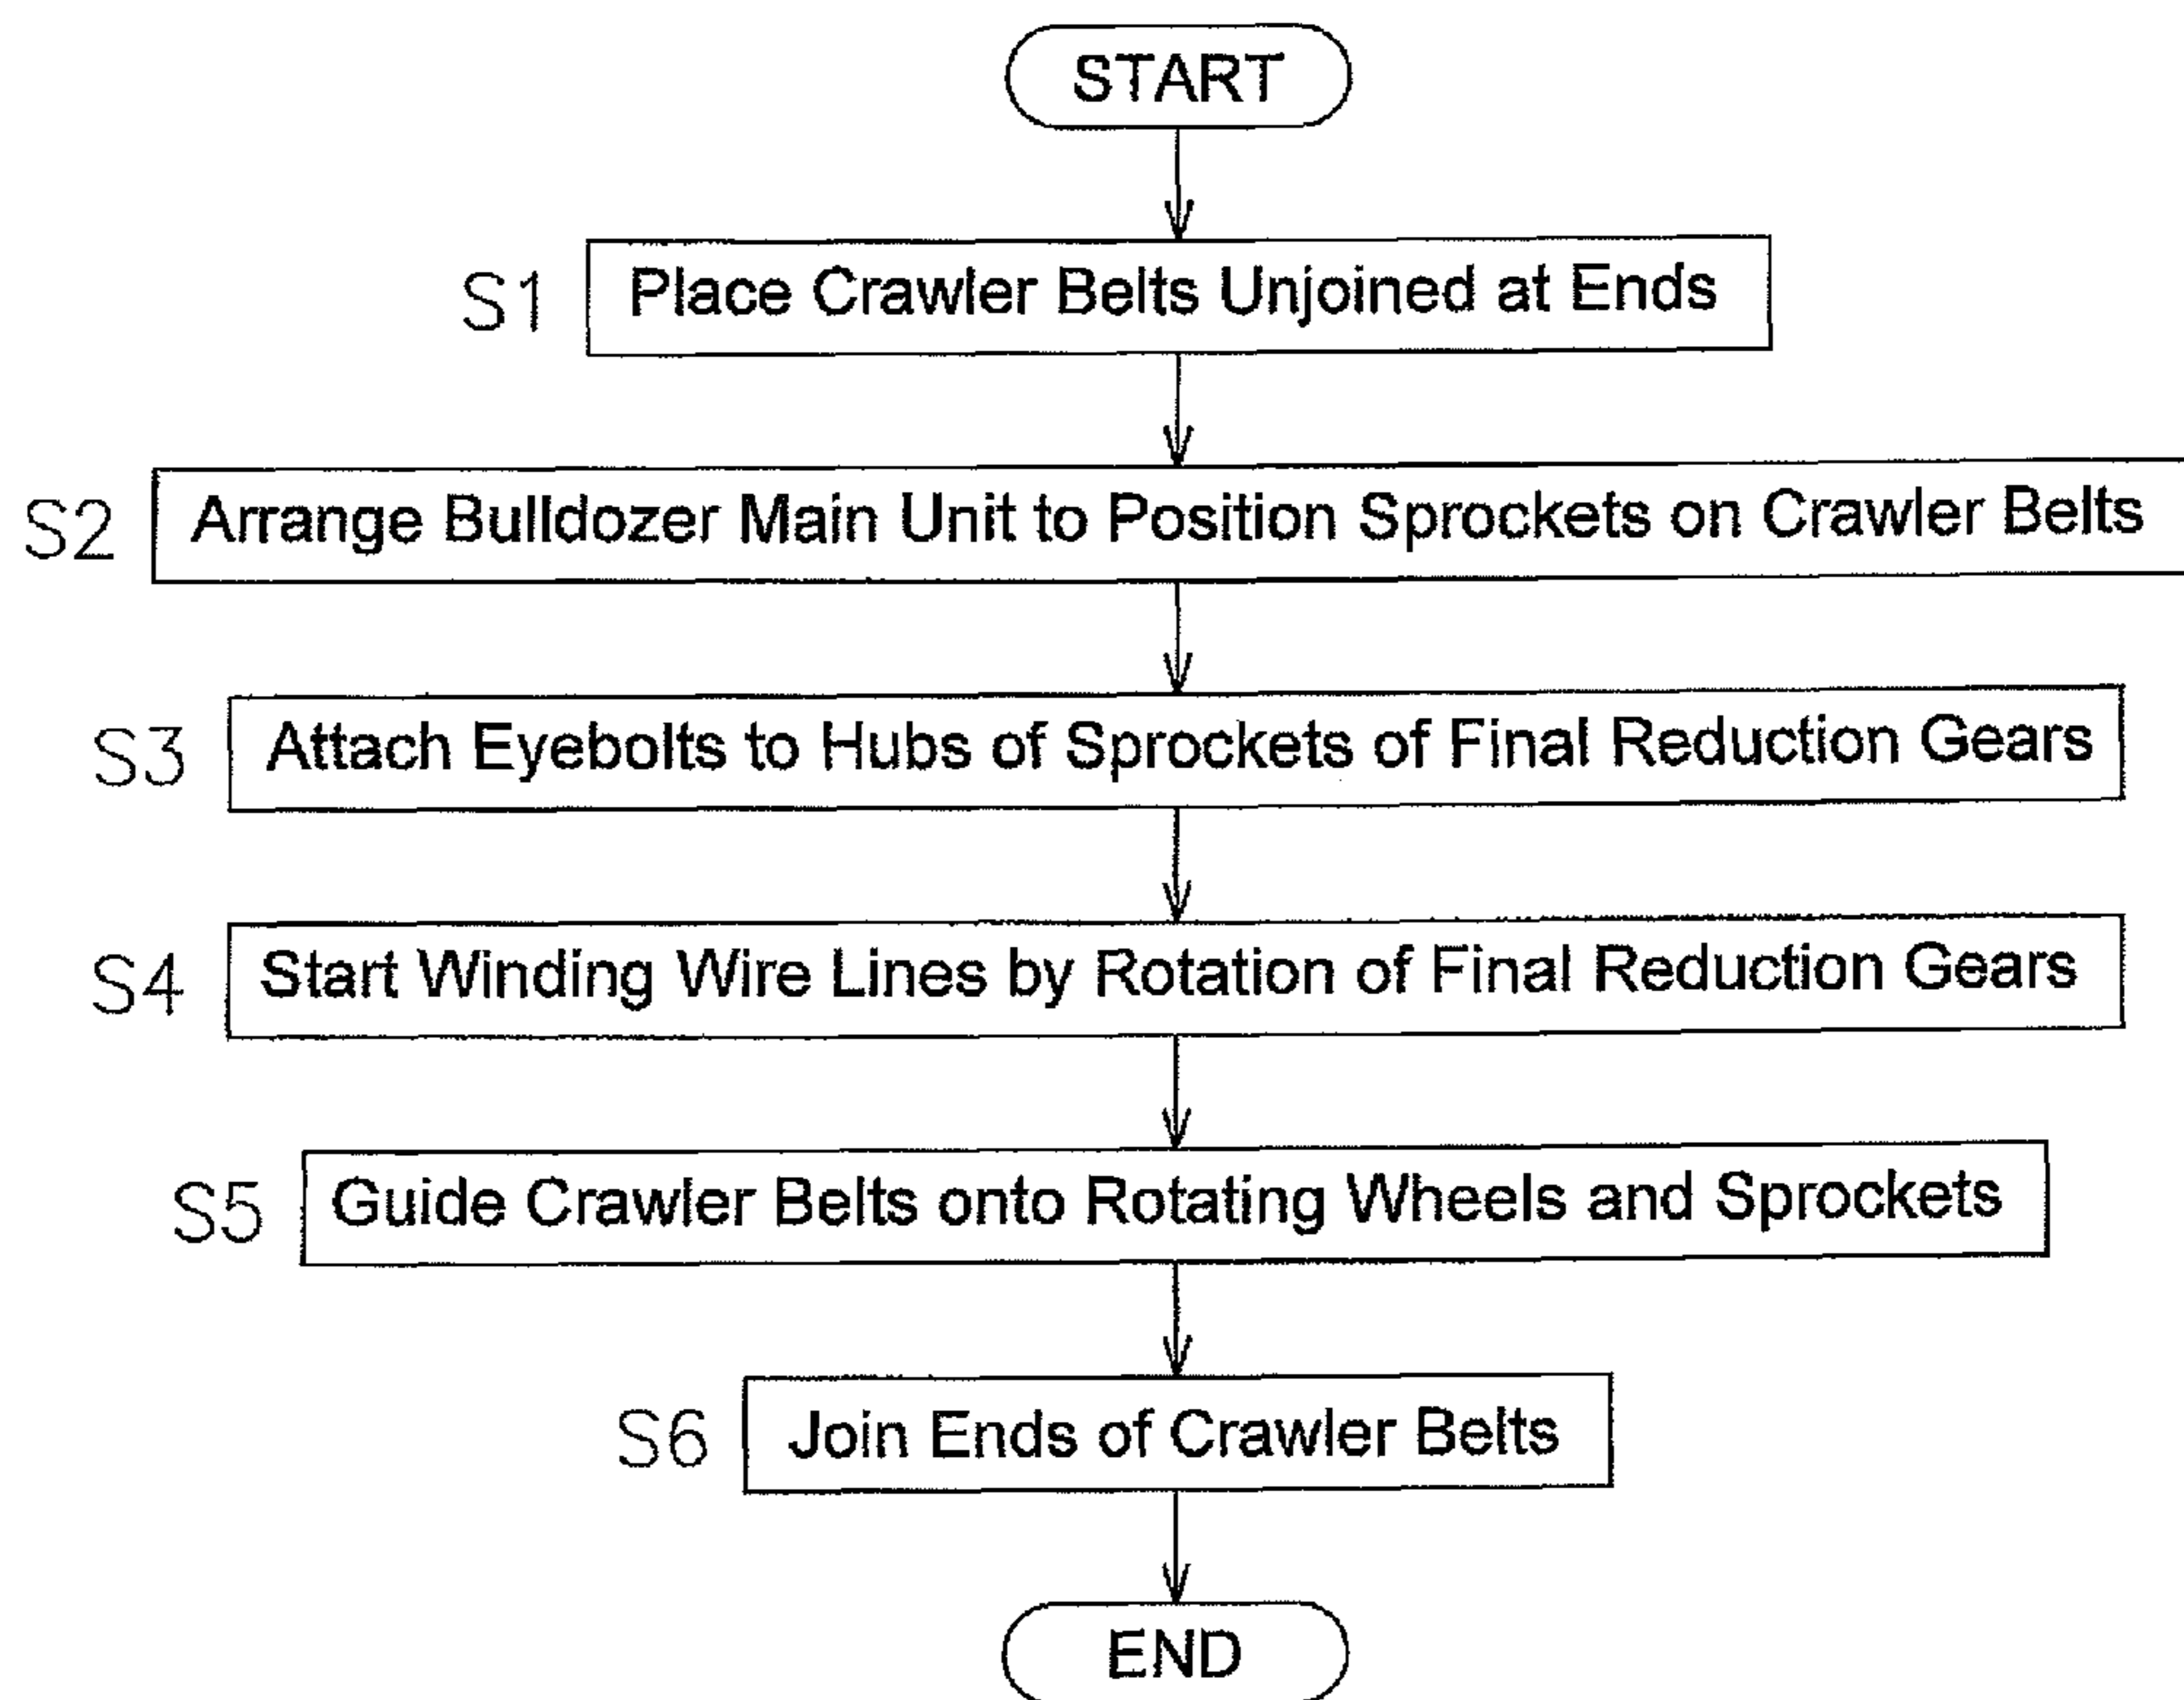 START
S1 Place Crawler Belts Unjoined at Ends
S2 Arrange Bulldozer Main Unit to Position Sprockets on Crawler Belts
S3 Attach Eyebolts to Hubs of Sprockets of Final Reduction Gears
S4 Start Winding Wire Lines by Rotation of Final Reduction Gears
S5 Guide Crawler Belts onto Rotating Wheels and Sprockets
S6 Join Ends of Crawler Belts
END